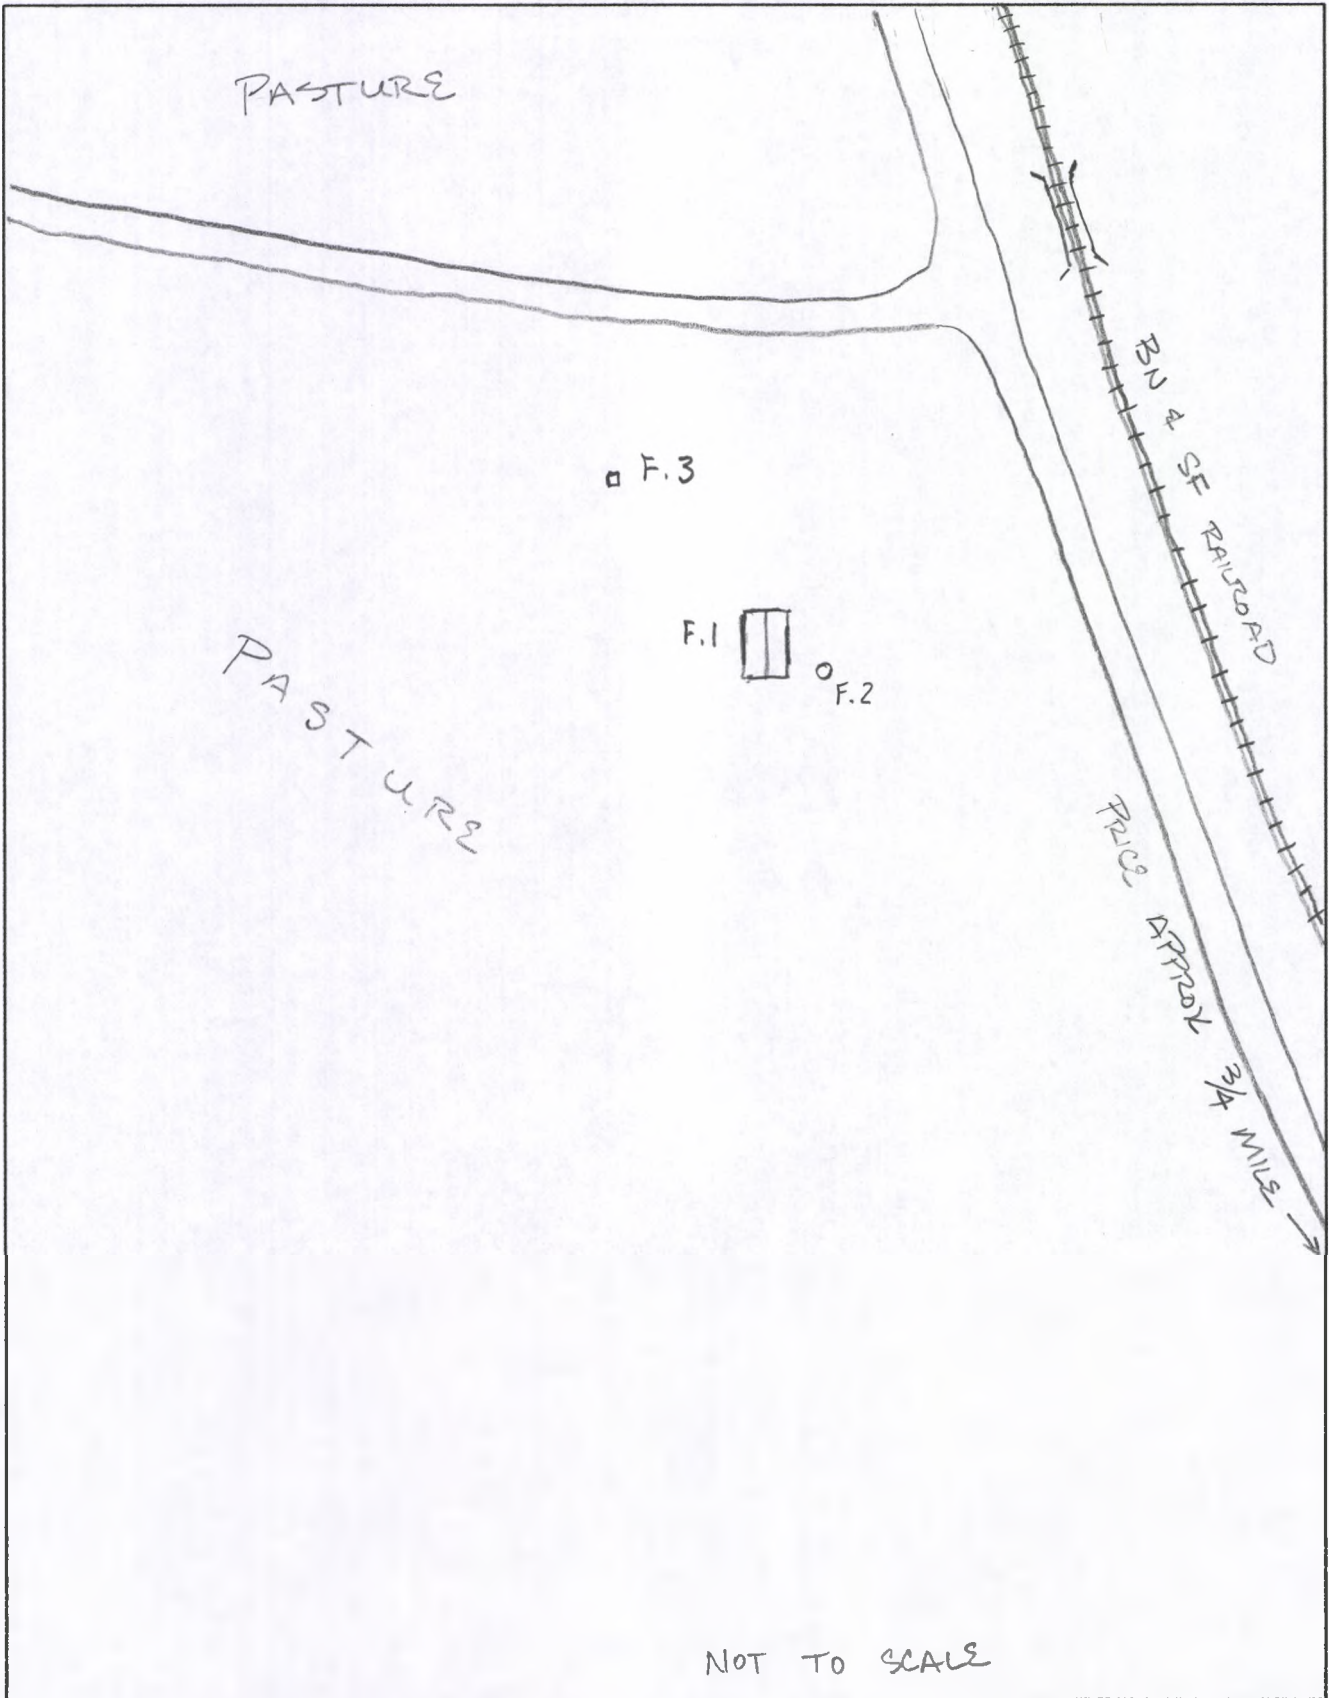 PASTURE
BN & SF RAILROAD
F.3
F.1
F.2
PASTURE
PRICE APPROX 3/4 MILE
NOT TO SCALE